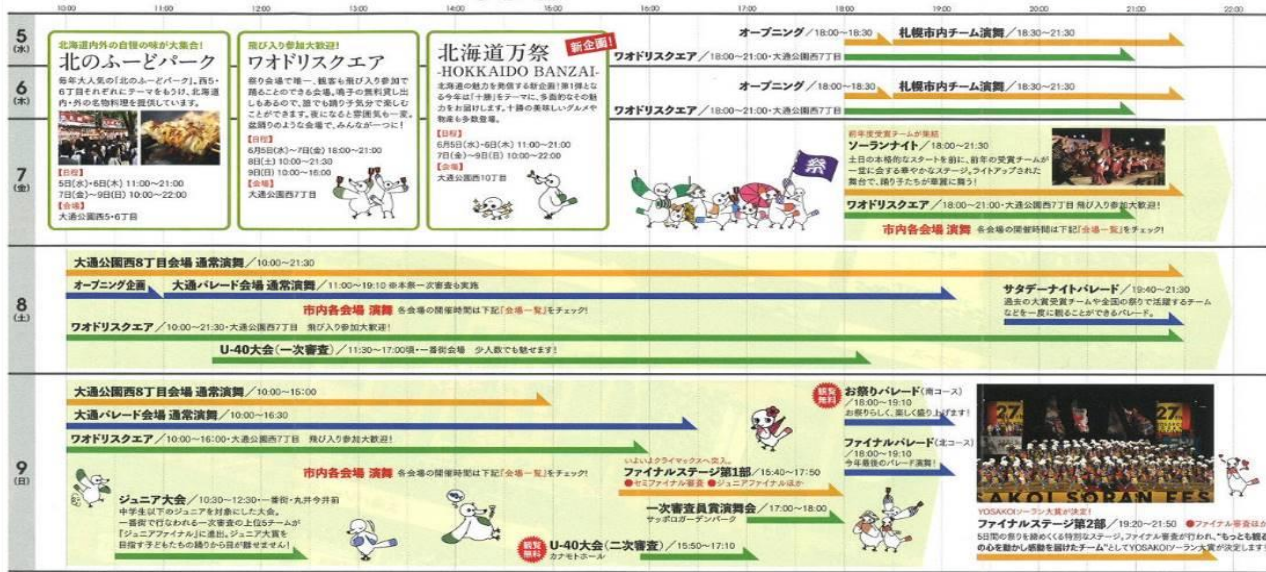 10:00 11:00 12:00 13:00 14:00 15:00 16:00 17:00 18:00 19:00 20:00 21:00 22:00
5
(水)
北海道内外の自慢の味が大集合!
北のふーどパーク
毎年大人気の「北のふーどパーク」。西5・
6丁目それぞれにテーマをもうけ、北海道
内・外の名物料理を提供しています。
【日程】
5日(水)・6日(木) 11:00~21:00
7日(金)~9日(日) 10:00~22:00
【会場】
大通公園西5・6丁目
飛び入り参加大歓迎!
ワオドリスクエア
祭り会場で唯一、観客も飛び入り参加で
踊ることのできる会場。鳴子の無料貸し出
しもあるので、誰でも踊り子気分で楽しむ
ことができます。夜になると雰囲気も一変。
盆踊りのような会場で、みんなが一つに!
【日程】
6月5日(水)~7日(金) 18:00~21:00
8日(土) 10:00~21:30
9日(日) 10:00~16:00
【会場】
大通公園西7丁目
新企画!
北海道万祭
-HOKKAIDO BANZAI-
北海道の魅力を発信する新企画!第1弾とな
る今年は「十勝」をテーマに、多面的なその魅
力をお届けします。十勝の美味しいグルメや
物産も多数登場。
【日程】
6月5日(水)~6日(木) 11:00~21:00
7日(金)~9日(日) 10:00~22:00
【会場】
大通公園西10丁目
オープニング/18:00~18:30
札幌市内チーム演舞/18:30~21:30
ワオドリスクエア/18:00~21:00・大通公園西7丁目
6
(木)
オープニング/18:00~18:30
札幌市内チーム演舞/18:30~21:30
ワオドリスクエア/18:00~21:00・大通公園西7丁目
7
(金)
祭
前年度受賞チームが集結
ソーランナイト/18:00~21:30
土日の本格的なスタートを前に、前年の受賞チームが
一堂に会する華やかなステージ。ライトアップされた
舞台で、踊り子たちが華麗に舞う!
ワオドリスクエア/18:00~21:00・大通公園西7丁目 飛び入り参加大歓迎!
市内各会場 演舞 各会場の開催時間は下記「会場一覧」をチェック!
8
(土)
大通公園西8丁目会場 通常演舞/10:00~21:30
オープニング企画
大通パレード会場 通常演舞/11:00~19:10 ※本祭一次審査も実施
サタデーナイトパレード/19:40~21:30
過去の大賞受賞チームや全国の祭りで活躍するチーム
などを一度に観ることができるパレード。
市内各会場 演舞 各会場の開催時間は下記「会場一覧」をチェック!
ワオドリスクエア/10:00~21:30・大通公園西7丁目 飛び入り参加大歓迎!
U-40大会(一次審査)/11:30~17:00頃・一番街会場 少人数でも魅せます!
9
(日)
大通公園西8丁目会場 通常演舞/10:00~15:00
大通パレード会場 通常演舞/10:00~16:30
ワオドリスクエア/10:00~16:00・大通公園西7丁目 飛び入り参加大歓迎!
市内各会場 演舞 各会場の開催時間は下記「会場一覧」をチェック!
ジュニア大会/10:30~12:30・一番街・丸井今井前
中学生以下のジュニアを対象にした大会。
一番街で行なわれる一次審査の上位5チームが
「ジュニアファイナル」に進出。ジュニア大賞を
目指す子どもたちの踊りから目が離せません!
観覧
無料
U-40大会(二次審査)/15:50~17:10
カナモトホール
いよいよクライマックスへ突入。
ファイナルステージ第1部/15:40~17:50
●セミファイナル審査 ●ジュニアファイナルほか
一次審査員賞演舞会/17:00~18:00
サッポロガーデンパーク
観覧
無料
お祭りパレード(南コース)
/18:00~19:10
お祭りらしく、楽しく盛り上げます!
ファイナルパレード(北コース)
/18:00~19:10
今年最後のパレード演舞!
27
27
AKOI SORAN FES
YOSAKOIソーラン大賞が決定!
ファイナルステージ第2部/19:20~21:50 ●ファイナル審査ほか
5日間の祭りを締めくくる特別なステージ。ファイナル審査が行われ、“もっとも観る
の心を動かし感動を届けたチーム”としてYOSAKOIソーラン大賞が決定します!